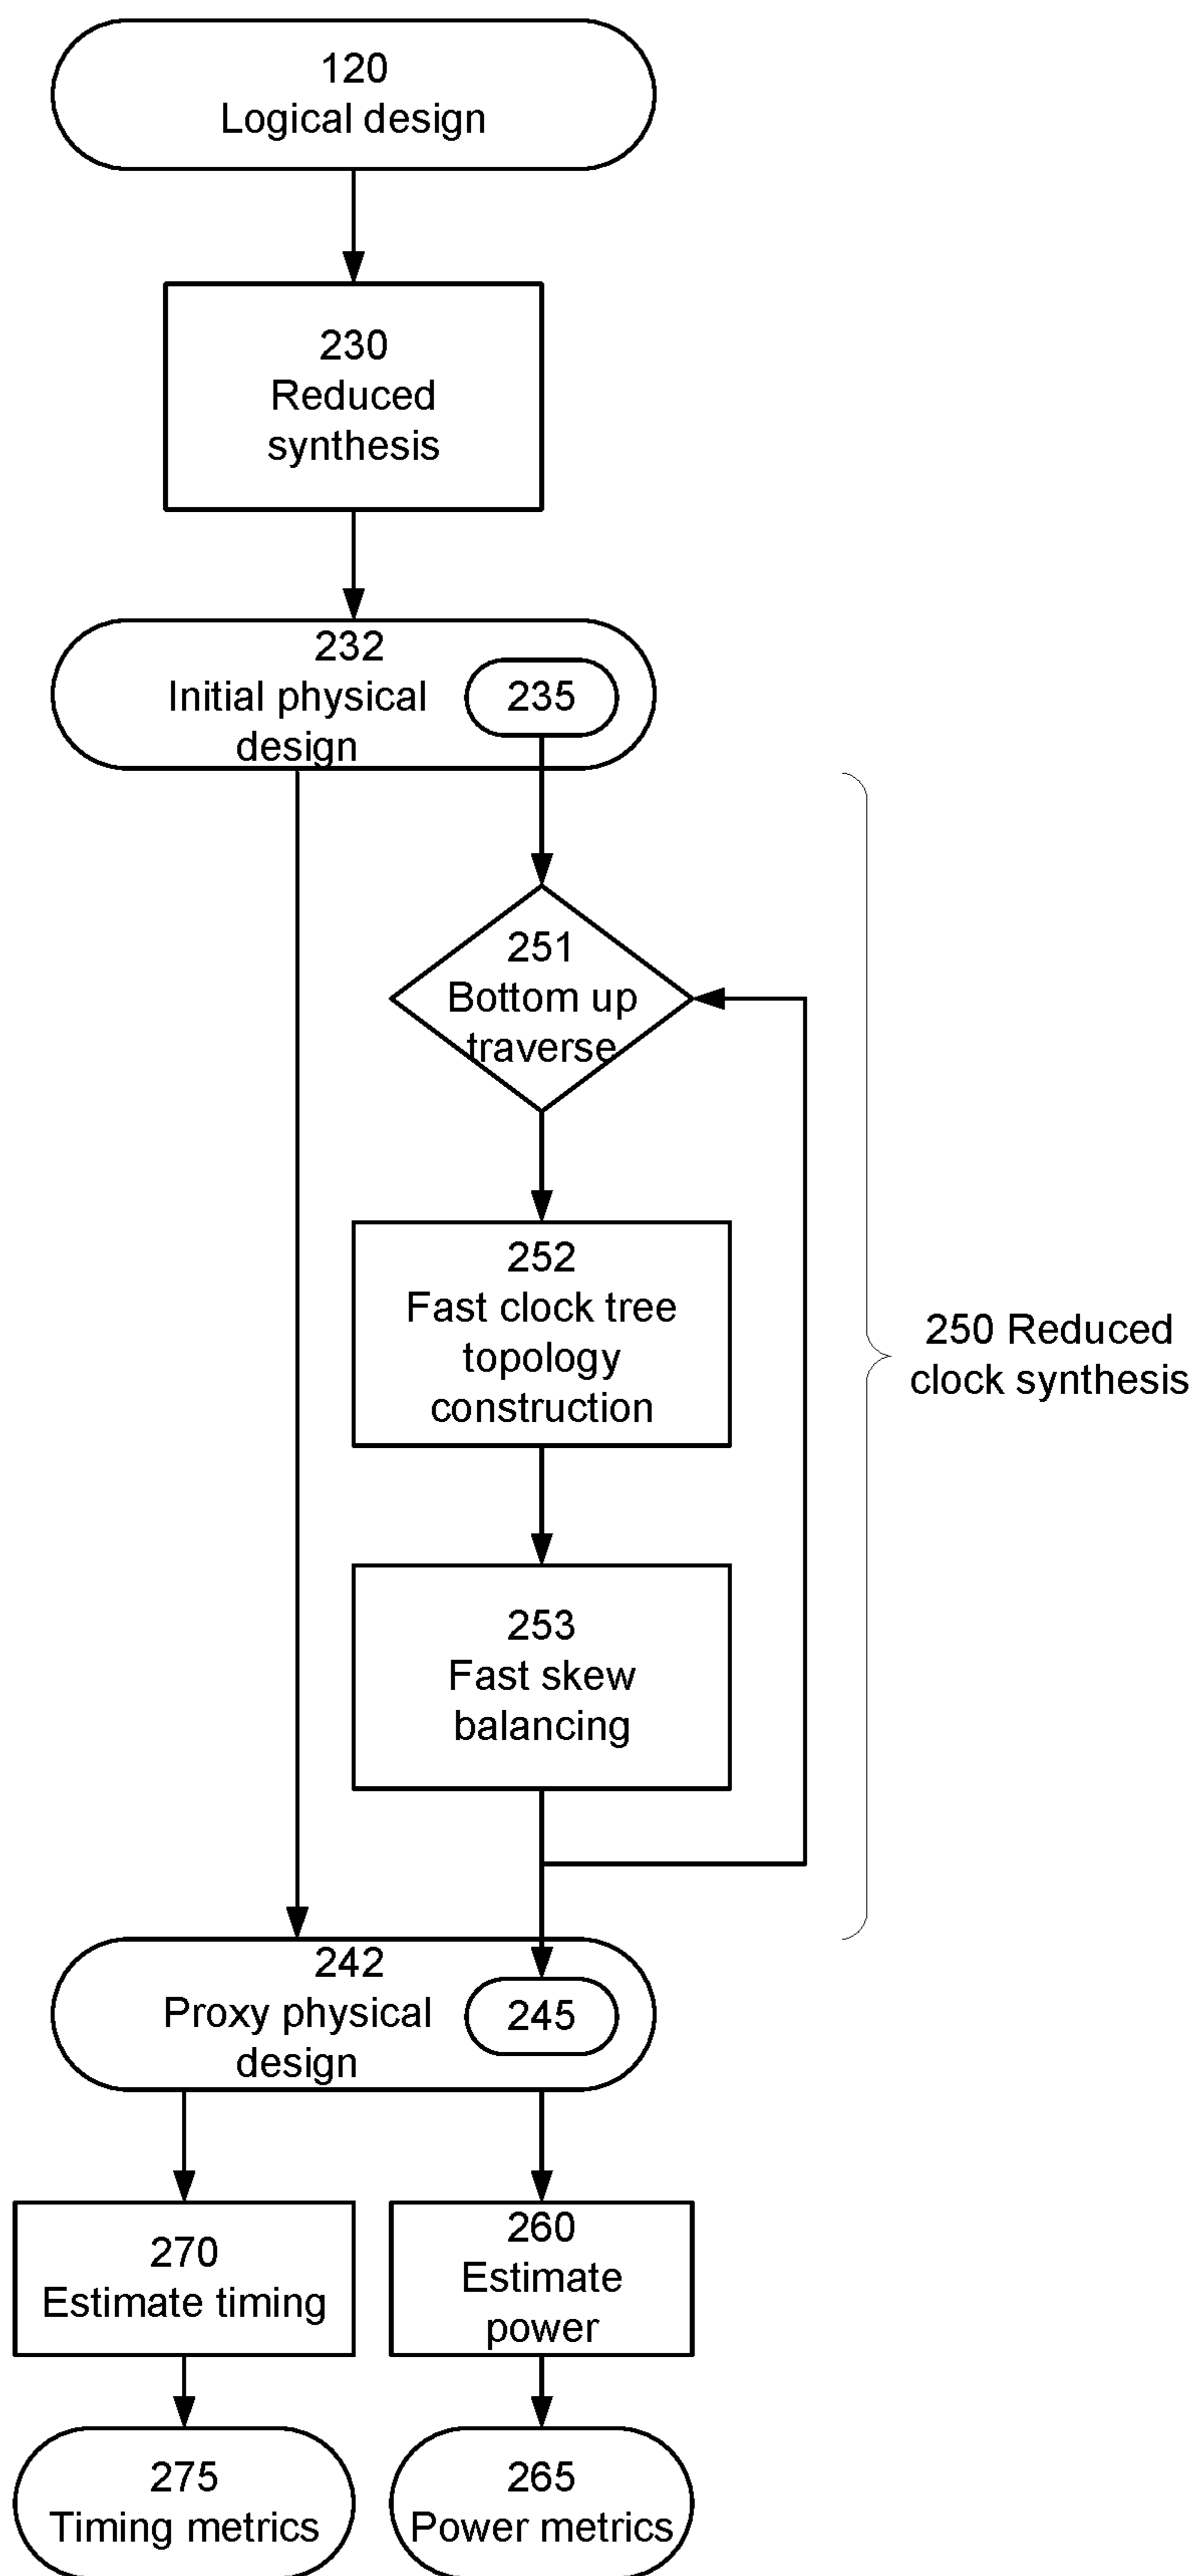 120
Logical design
230
Reduced
synthesis
232
Initial physical
design
235
251
Bottom up
traverse
252
Fast clock tree
topology
construction
250 Reduced
clock synthesis
253
Fast skew
balancing
242
Proxy physical
design
245
270
Estimate timing
260
Estimate
power
275
Timing metrics
265
Power metrics